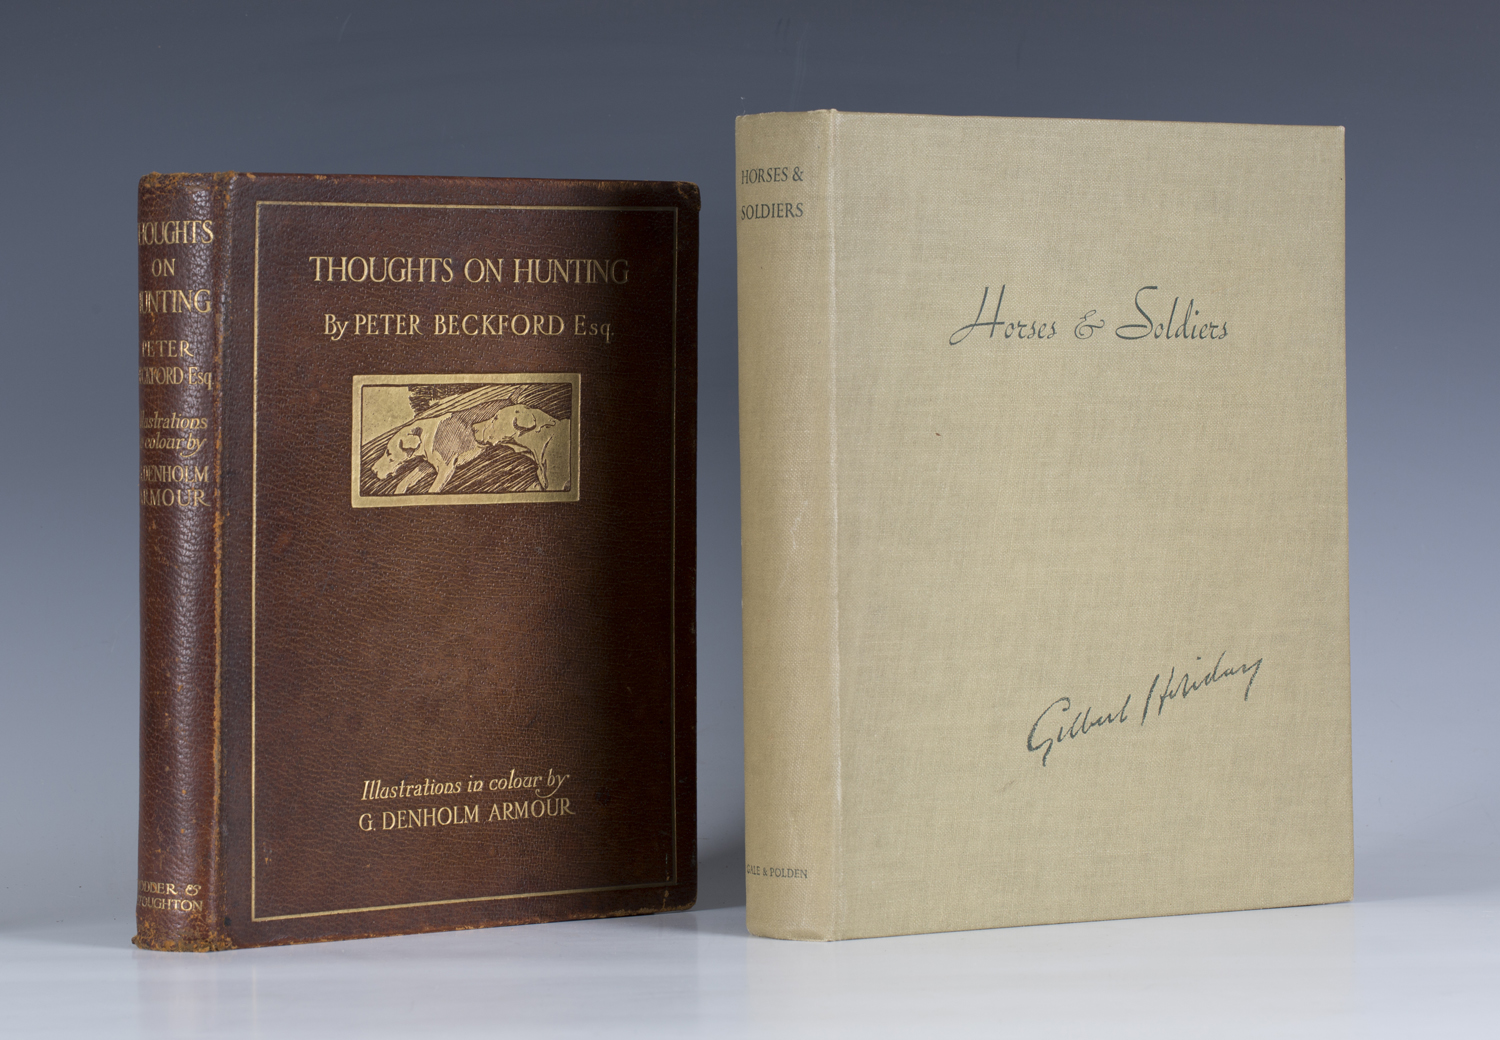 THOUGHTS
ON
HUNTING
PETER
BECKFORD Esq
Illustrations
colour by
DENHOLM
ARMOUR
HODDER &
STOUGHTON
THOUGHTS ON HUNTING
By PETER BECKFORD Esq.
Illustrations in colour by
G. DENHOLM ARMOUR
HORSES &
SOLDIERS
GALE & POLDEN
Horses & Soldiers
Gilbert Holiday